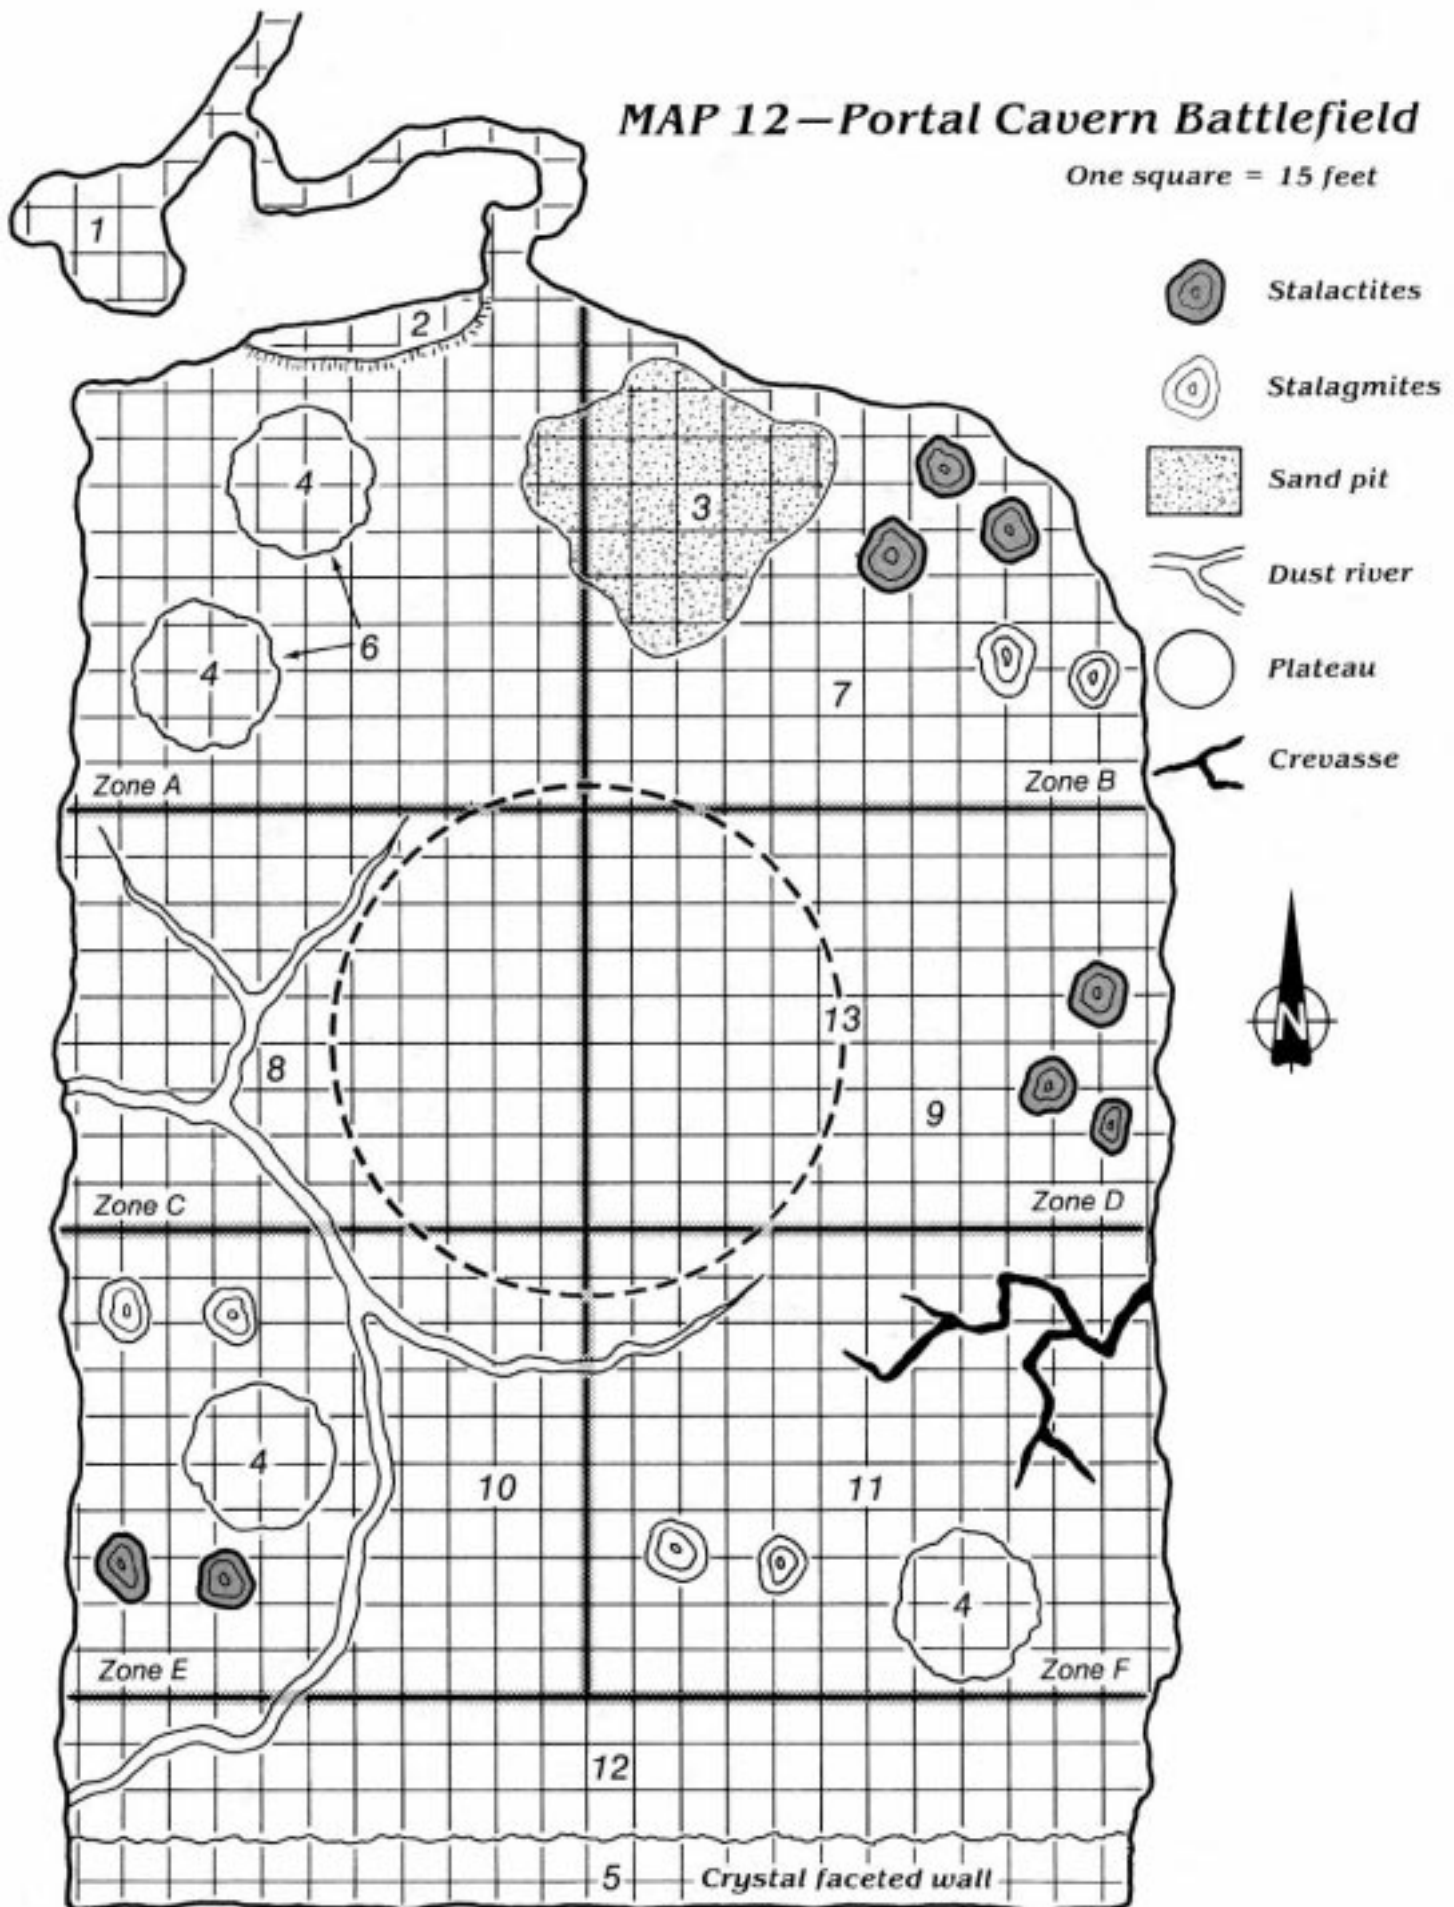 MAP 12—Portal Cavern Battlefield
One square = 15 feet
1
Stalactites
2
Stalagmites
4
3
Sand pit
Dust river
6
4
7
Plateau
Zone A
Zone B
Crevasse
13
N
8
9
Zone C
Zone D
4
10
11
4
Zone E
Zone F
12
5 Crystal faceted wall